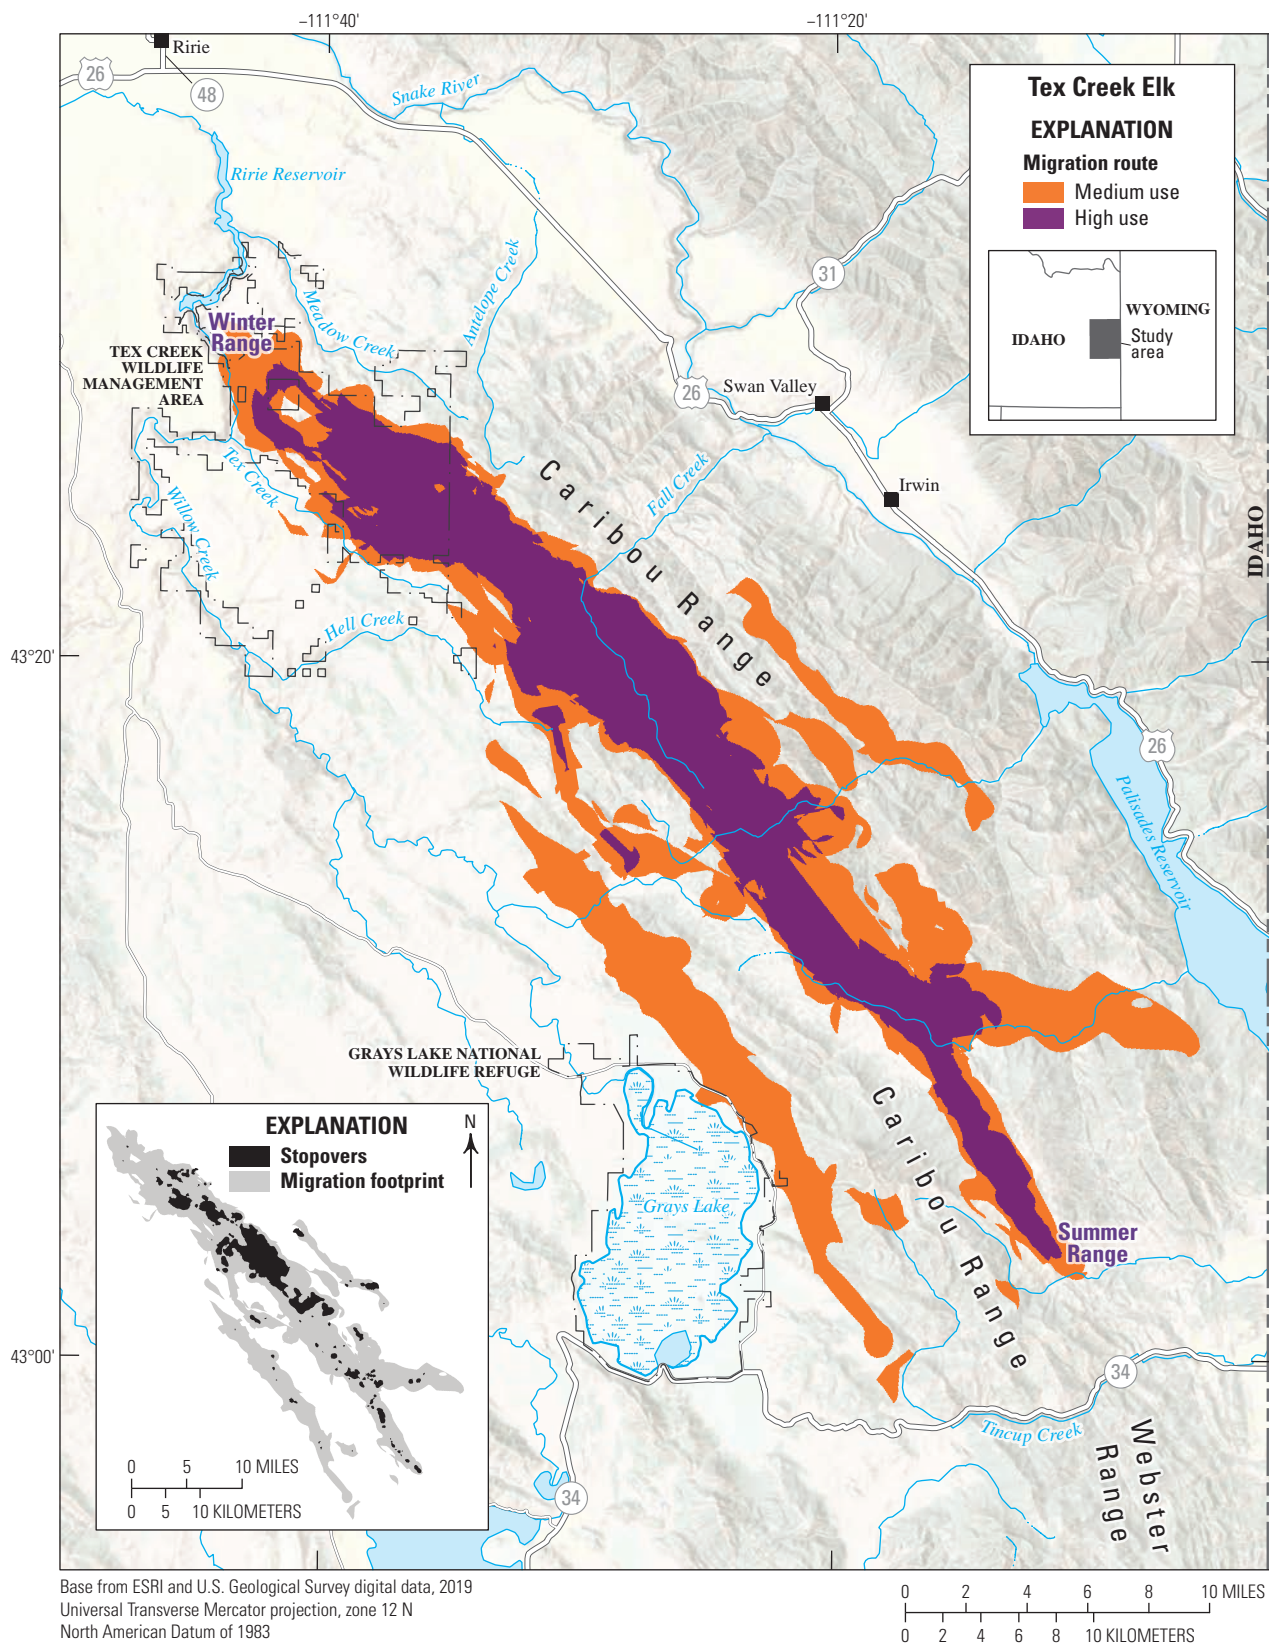 –111°40'
–111°20'
Ririe
26
48
Snake River
Tex Creek Elk
EXPLANATION
Migration route
Medium use
High use
IDAHO
WYOMING
Study
area
Ririe Reservoir
Antelope Creek
31
Meadow Creek
Winter
Range
TEX CREEK
WILDLIFE
MANAGEMENT
AREA
26
Swan Valley
Tex Creek
Fall Creek
Irwin
Willow Creek
Caribou Range
IDAHO
Hell Creek
43°20'
26
Palisades Reservoir
GRAYS LAKE NATIONAL
WILDLIFE REFUGE
Caribou Range
Grays Lake
Summer
Range
EXPLANATION
Stopovers
Migration footprint
N
0 5 10 MILES
0 5 10 KILOMETERS
43°00'
34
Tincup Creek
Webster
Range
34
Base from ESRI and U.S. Geological Survey digital data, 2019
Universal Transverse Mercator projection, zone 12 N
North American Datum of 1983
0 2 4 6 8 10 MILES
0 2 4 6 8 10 KILOMETERS